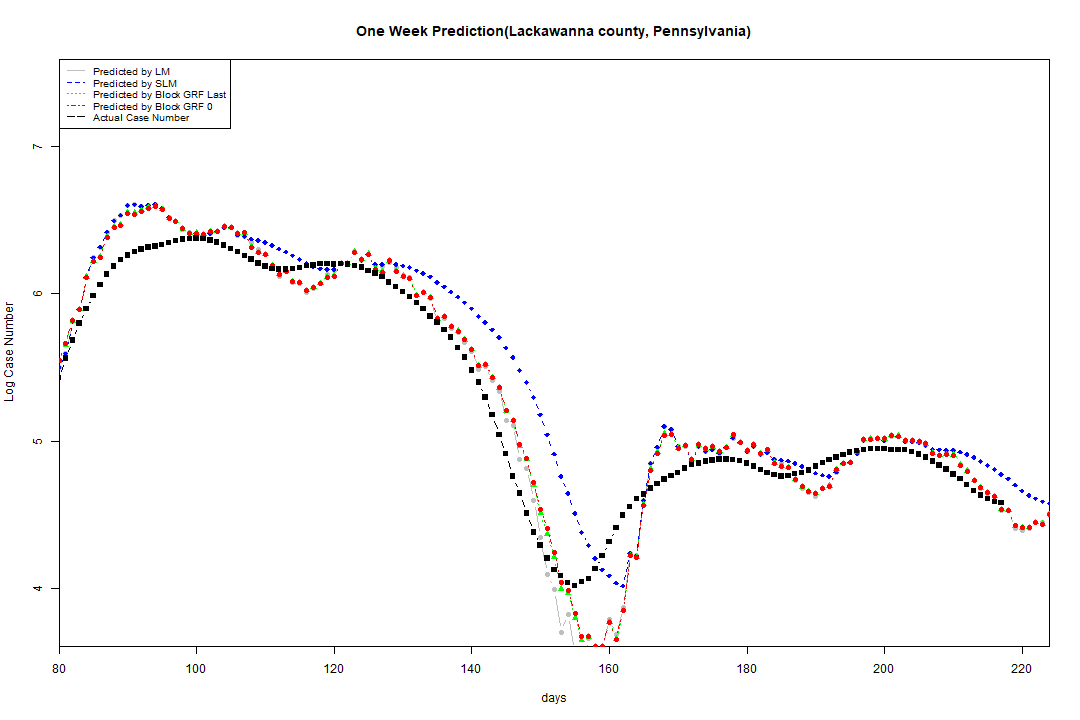 One Week Prediction(Lackawanna county, Pennsylvania)
Predicted by LM
Predicted by SLM
Predicted by Block GRF Last
Predicted by Block GRF 0
Actual Case Number
Log Case Number
7
6
5
4
80 100 120 140 160 180 200 220
days